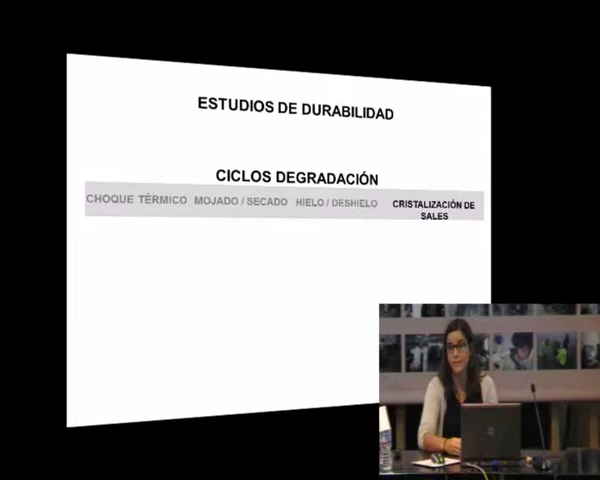 ESTUDIOS DE DURABILIDAD
CICLOS DEGRADACIÓN
CHOQUE TÉRMICO MOJADO / SECADO HIELO / DESHIELO CRISTALIZACIÓN DE
SALES